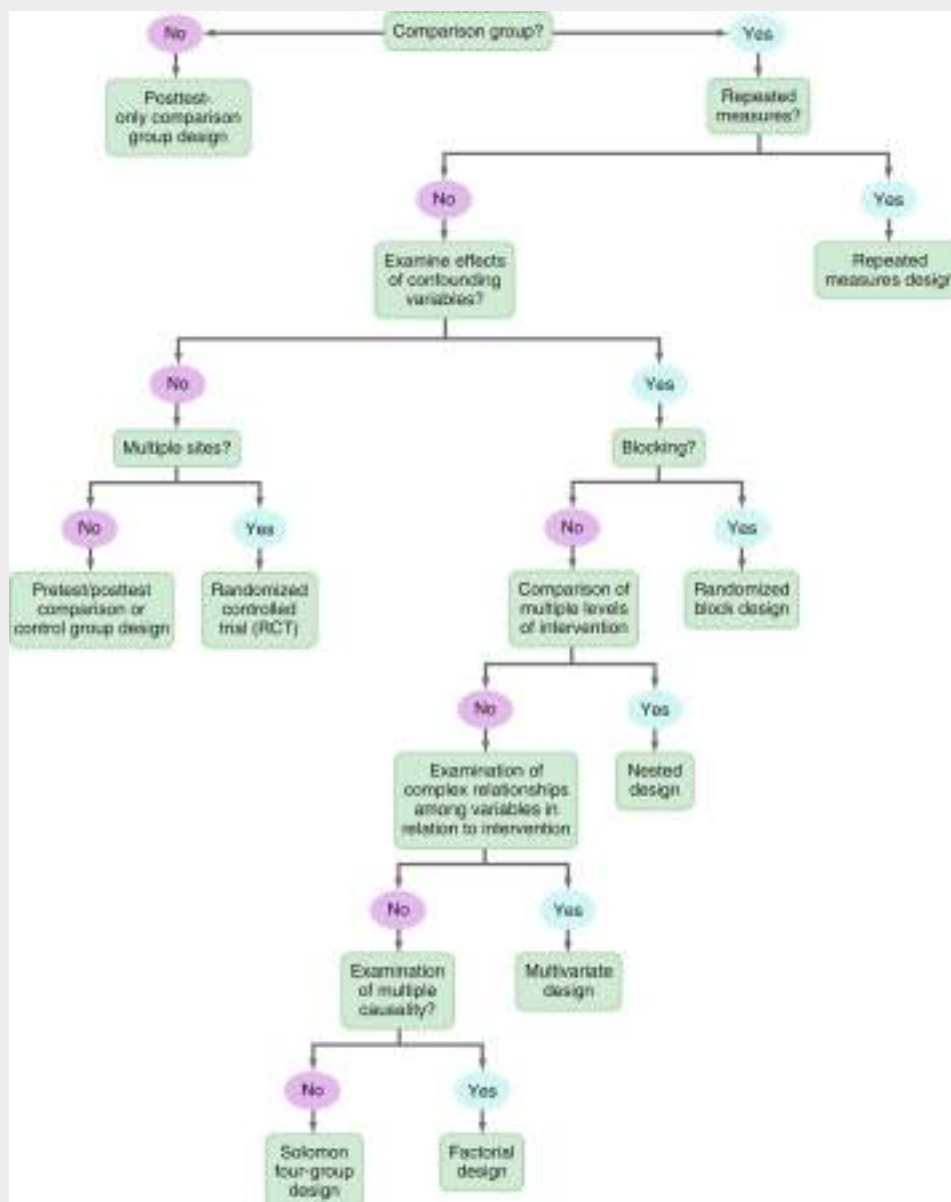 No
Comparison group?
Yes
Posttest-
only comparison
group design
Repeated
measures?
No
Yes
Examine effects
of confounding
variables?
Repeated
measures design
No
Yes
Multiple sites?
Blocking?
No
Yes
No
Yes
Pretest/posttest
comparison or
control group design
Randomized
controlled
trial (RCT)
Comparison of
multiple levels
of intervention
Randomized
block design
No
Yes
Examination of
complex relationships
among variables in
relation to intervention
Nested
design
No
Yes
Examination
of multiple
causality?
Multivariate
design
No
Yes
Solomon
four-group
design
Factorial
design